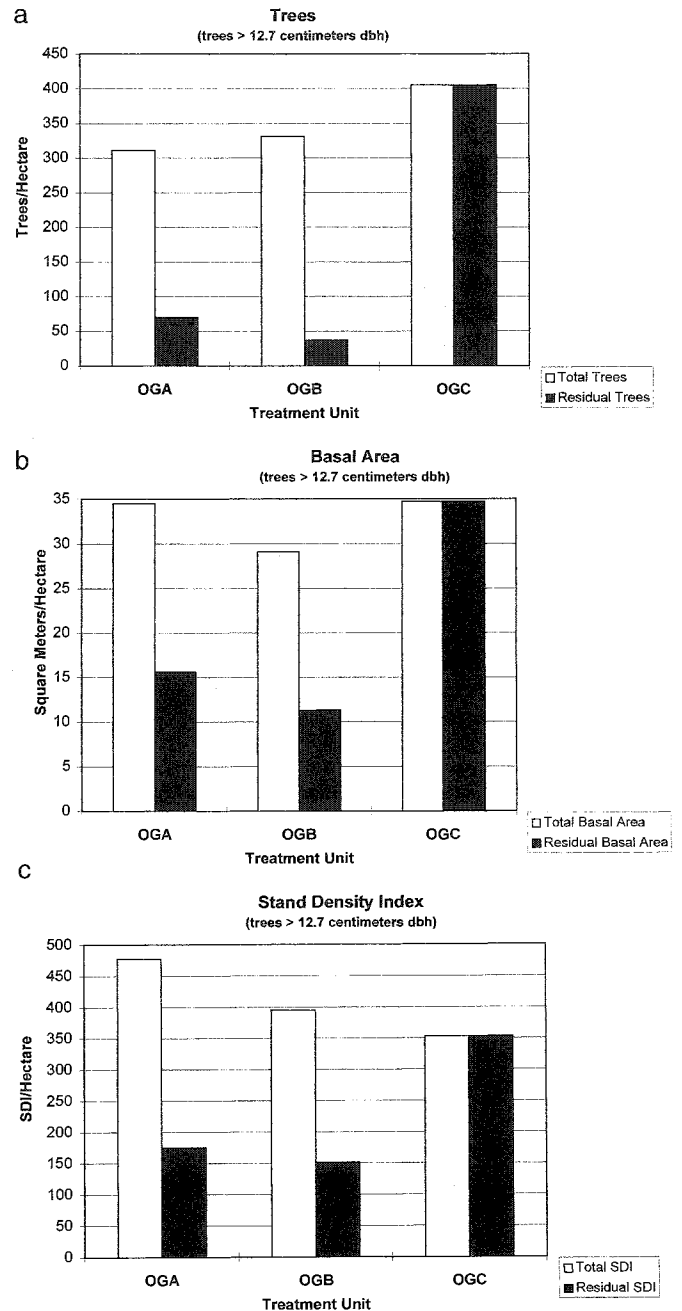 a
Trees
(trees > 12.7 centimeters dbh)
450
400
350
300
250
200
150
100
50
0
Trees/Hectare
OGA OGB OGC
Treatment Unit
Total Trees
Residual Trees
b
Basal Area
(trees > 12.7 centimeters dbh)
35
30
25
20
15
10
5
0
Square Meters/Hectare
OGA OGB OGC
Treatment Unit
Total Basal Area
Residual Basal Area
c
Stand Density Index
(trees > 12.7 centimeters dbh)
500
450
400
350
300
250
200
150
100
50
0
SDI/Hectare
OGA OGB OGC
Treatment Unit
Total SDI
Residual SDI